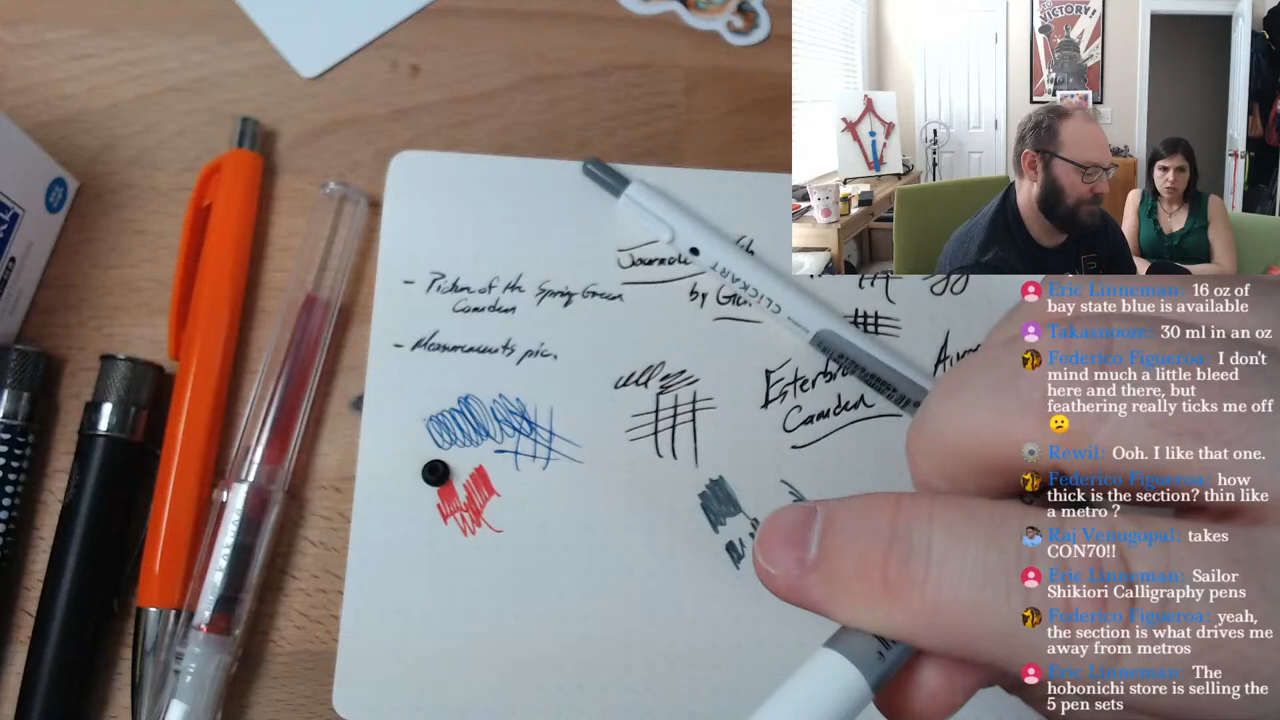 TO
VICTORY!
Journal
by
CLICKART
- Picture of the Spring Green
Camden
- Measurements pic.
Esterbrook
Camden
Eric Linneman: 16 oz of
bay state blue is available
Takasnooze: 30 ml in an oz
Federico Figueroa: I don't
mind much a little bleed
here and there, but
feathering really ticks me off
Rewil: Ooh. I like that one.
Federico Figueroa: how
thick is the section? thin like
a metro ?
Raj Venugopal: takes
CON70!!
Eric Linneman: Sailor
Shikiori Calligraphy pens
Federico Figueroa: yeah,
the section is what drives me
away from metros
Eric Linneman: The
hobonichi store is selling the
5 pen sets